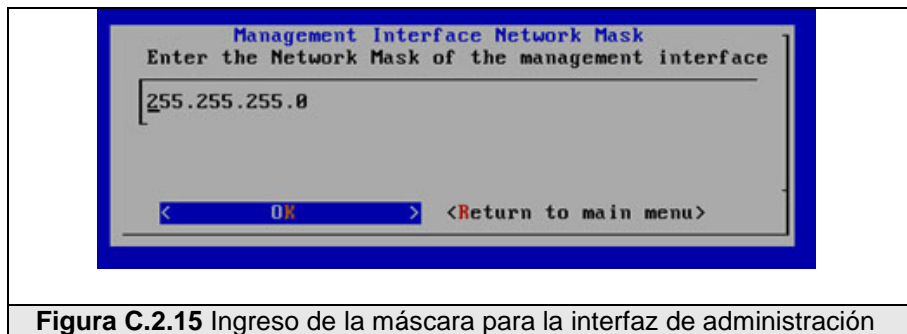 Management Interface Network Mask
Enter the Network Mask of the management interface
255.255.255.0
< OK > <Return to main menu>
Figura C.2.15 Ingreso de la máscara para la interfaz de administración